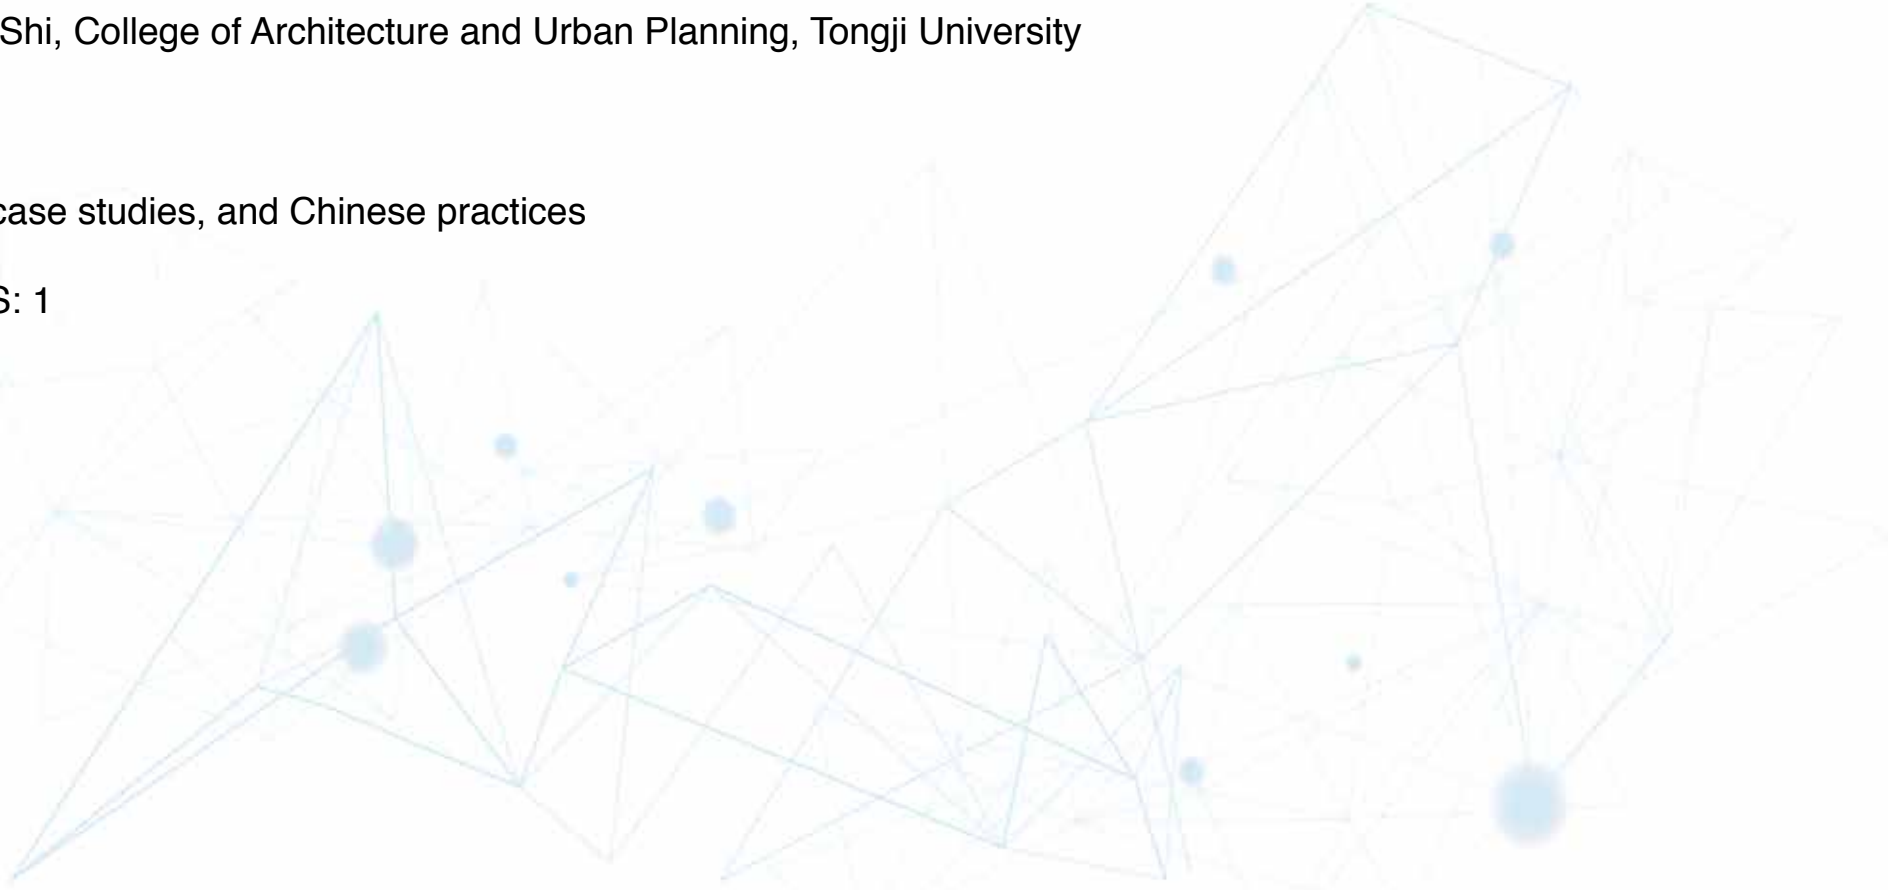 Shi, College of Architecture and Urban Planning, Tongji University
case studies, and Chinese practices
S: 1